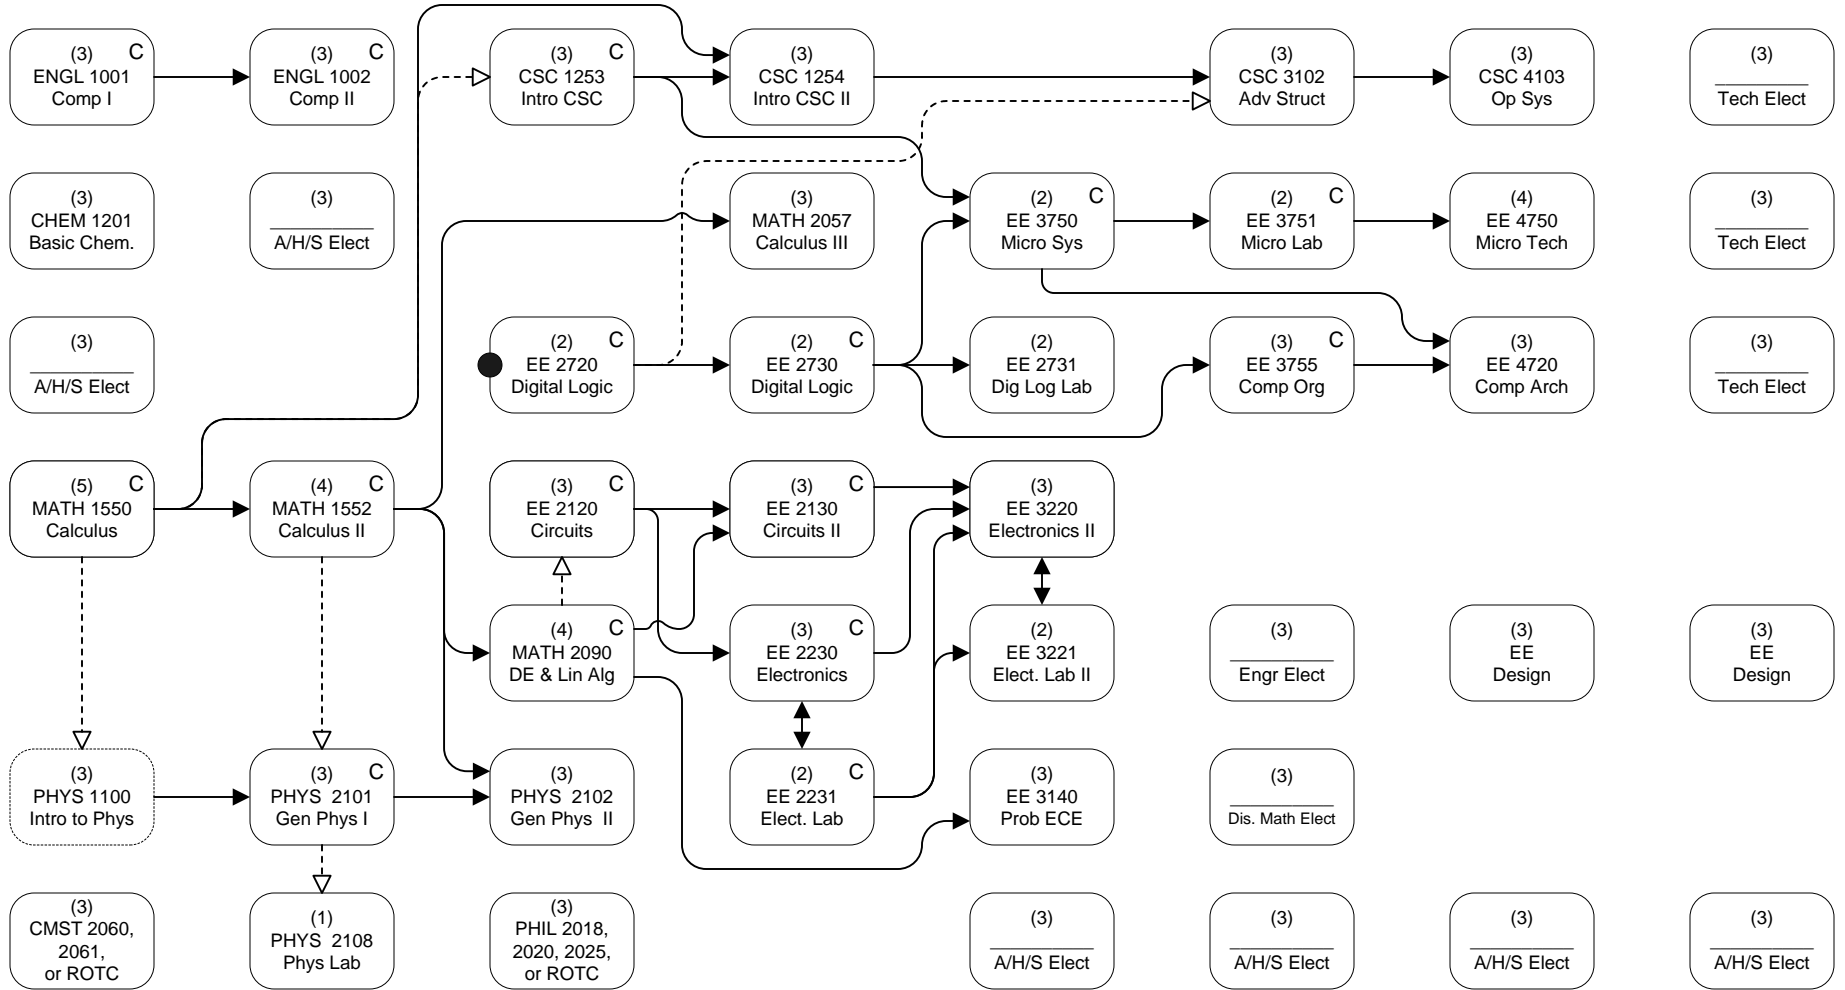 (3) C
ENGL 1001
Comp I
(3) C
ENGL 1002
Comp II
(3) C
CSC 1253
Intro CSC
(3)
CSC 1254
Intro CSC II
(3)
CSC 3102
Adv Struct
(3)
CSC 4103
Op Sys
(3)
Tech Elect
(3)
CHEM 1201
Basic Chem.
(3)
A/H/S Elect
(3)
MATH 2057
Calculus III
(2) C
EE 3750
Micro Sys
(2) C
EE 3751
Micro Lab
(4)
EE 4750
Micro Tech
(3)
Tech Elect
(3)
A/H/S Elect
(2) C
EE 2720
Digital Logic
(2) C
EE 2730
Digital Logic
(2)
EE 2731
Dig Log Lab
(3) C
EE 3755
Comp Org
(3)
EE 4720
Comp Arch
(3)
Tech Elect
(5) C
MATH 1550
Calculus
(4) C
MATH 1552
Calculus II
(3) C
EE 2120
Circuits
(3) C
EE 2130
Circuits II
(3)
EE 3220
Electronics II
(4) C
MATH 2090
DE & Lin Alg
(3) C
EE 2230
Electronics
(2)
EE 3221
Elect. Lab II
(3)
Engr Elect
(3)
EE
Design
(3)
EE
Design
(3)
PHYS 1100
Intro to Phys
(3) C
PHYS 2101
Gen Phys I
(3)
PHYS 2102
Gen Phys II
(2) C
EE 2231
Elect. Lab
(3)
EE 3140
Prob ECE
(3)
Dis. Math Elect
(3)
CMST 2060,
2061,
or ROTC
(1)
PHYS 2108
Phys Lab
(3)
PHIL 2018,
2020, 2025,
or ROTC
(3)
A/H/S Elect
(3)
A/H/S Elect
(3)
A/H/S Elect
(3)
A/H/S Elect